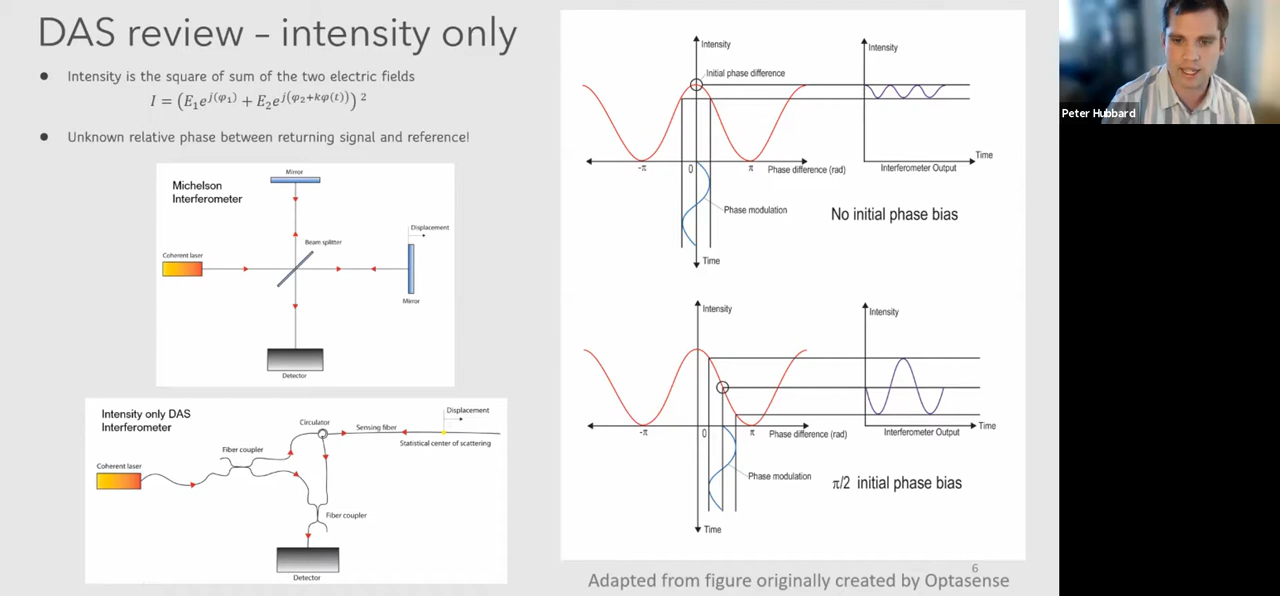 DAS review – intensity only
● Intensity is the square of sum of the two electric fields
I = (E₁e^{j(φ₁)} + E₂e^{j(φ₂+kφ(t))})²
● Unknown relative phase between returning signal and reference!
Michelson
Interferometer
Mirror
Displacement
Beam splitter
Coherent laser
Mirror
Detector
Intensity only DAS
Interferometer
Displacement
Circulator
Sensing fiber
Statistical center of scattering
Fiber coupler
Coherent laser
Fiber coupler
Detector
Intensity
Intensity
Initial phase difference
Time
-π
0
π
Phase difference (rad)
Interferometer Output
Phase modulation
No initial phase bias
Time
Intensity
Intensity
Time
-π
0
π
Phase difference (rad)
Interferometer Output
Phase modulation
π/2 initial phase bias
Time
6
Adapted from figure originally created by Optasense
Peter Hubbard